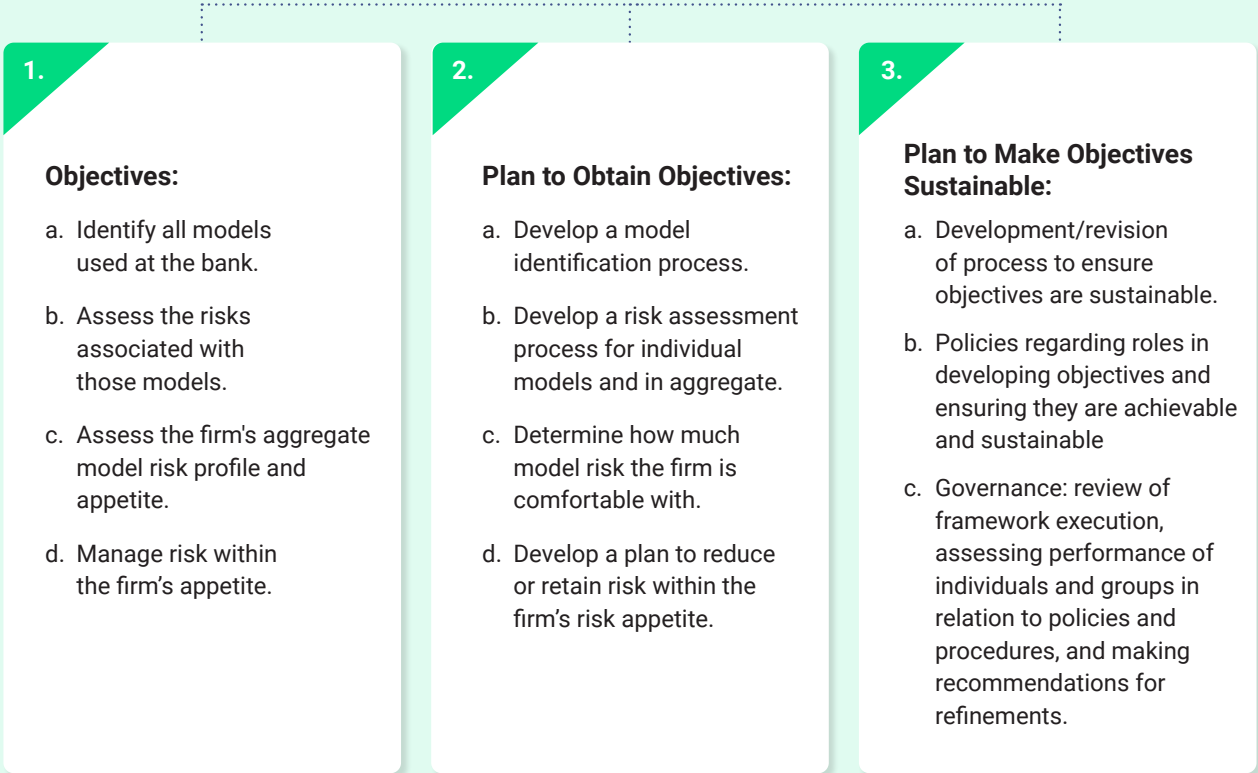 1.
Objectives:
a. Identify all models
used at the bank.
b. Assess the risks
associated with
those models.
c. Assess the firm's aggregate
model risk profile and
appetite.
d. Manage risk within
the firm’s appetite.
2.
Plan to Obtain Objectives:
a. Develop a model
identification process.
b. Develop a risk assessment
process for individual
models and in aggregate.
c. Determine how much
model risk the firm is
comfortable with.
d. Develop a plan to reduce
or retain risk within the
firm’s risk appetite.
3.
Plan to Make Objectives
Sustainable:
a. Development/revision
of process to ensure
objectives are sustainable.
b. Policies regarding roles in
developing objectives and
ensuring they are achievable
and sustainable
c. Governance: review of
framework execution,
assessing performance of
individuals and groups in
relation to policies and
procedures, and making
recommendations for
refinements.